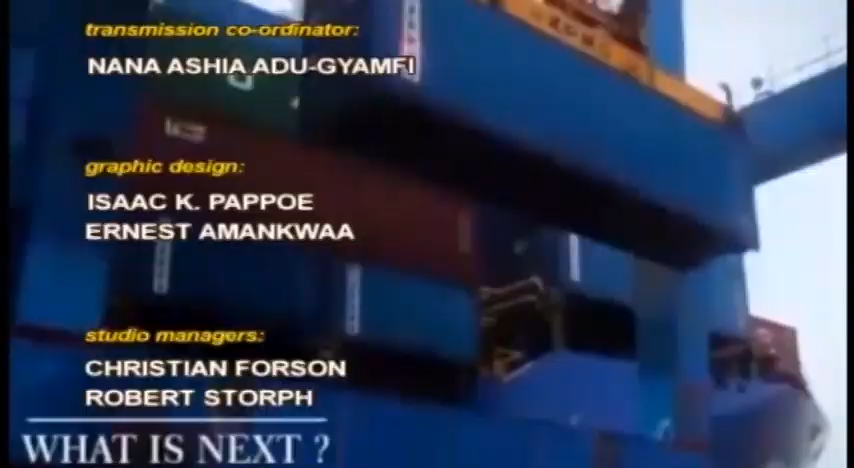 transmission co-ordinator:
NANA ASHIA ADU-GYAMFI
graphic design:
ISAAC K. PAPPOE
ERNEST AMANKWAA
studio managers:
CHRISTIAN FORSON
ROBERT STORPH
WHAT IS NEXT ?